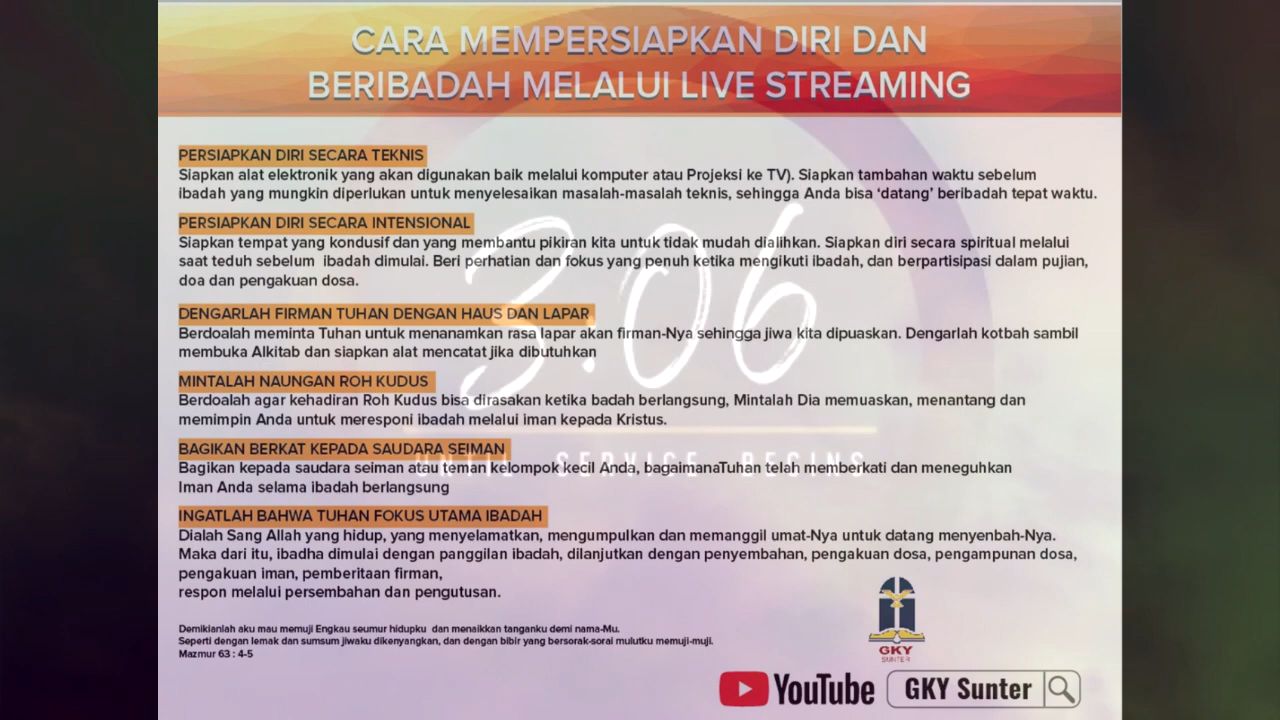 CARA MEMPERSIAPKAN DIRI DAN
BERIBADAH MELALUI LIVE STREAMING
PERSIAPKAN DIRI SECARA TEKNIS
Siapkan alat elektronik yang akan digunakan baik melalui komputer atau Projeksi ke TV). Siapkan tambahan waktu sebelum
ibadah yang mungkin diperlukan untuk menyelesaikan masalah-masalah teknis, sehingga Anda bisa ‘datang’ beribadah tepat waktu.
PERSIAPKAN DIRI SECARA INTENSIONAL
Siapkan tempat yang kondusif dan yang membantu pikiran kita untuk tidak mudah dialihkan. Siapkan diri secara spiritual melalui
saat teduh sebelum ibadah dimulai. Beri perhatian dan fokus yang penuh ketika mengikuti ibadah, dan berpartisipasi dalam pujian,
doa dan pengakuan dosa.
3:06
DENGARLAH FIRMAN TUHAN DENGAN HAUS DAN LAPAR
Berdoalah meminta Tuhan untuk menanamkan rasa lapar akan firman-Nya sehingga jiwa kita dipuaskan. Dengarlah kotbah sambil
membuka Alkitab dan siapkan alat mencatat jika dibutuhkan
MINTALAH NAUNGAN ROH KUDUS
Berdoalah agar kehadiran Roh Kudus bisa dirasakan ketika badah berlangsung, Mintalah Dia memuaskan, menantang dan
memimpin Anda untuk meresponi ibadah melalui iman kepada Kristus.
BAGIKAN BERKAT KEPADA SAUDARA SEIMAN
Bagikan kepada saudara seiman atau teman kelompok kecil Anda, bagaimanaTuhan telah memberkati dan meneguhkan
UNTIL SERVICE BEGINS
Iman Anda selama ibadah berlangsung
INGATLAH BAHWA TUHAN FOKUS UTAMA IBADAH
Dialah Sang Allah yang hidup, yang menyelamatkan, mengumpulkan dan memanggil umat-Nya untuk datang menyenbah-Nya.
Maka dari itu, ibadha dimulai dengan panggilan ibadah, dilanjutkan dengan penyembahan, pengakuan dosa, pengampunan dosa,
pengakuan iman, pemberitaan firman,
respon melalui persembahan dan pengutusan.
Demikianlah aku mau memuji Engkau seumur hidupku dan menaikkan tanganku demi nama-Mu.
Seperti dengan lemak dan sumsum jiwaku dikenyangkan, dan dengan bibir yang bersorak-sorai mulutku memuji-muji.
Mazmur 63 : 4-5
GKY
SUNTER
YouTube GKY Sunter